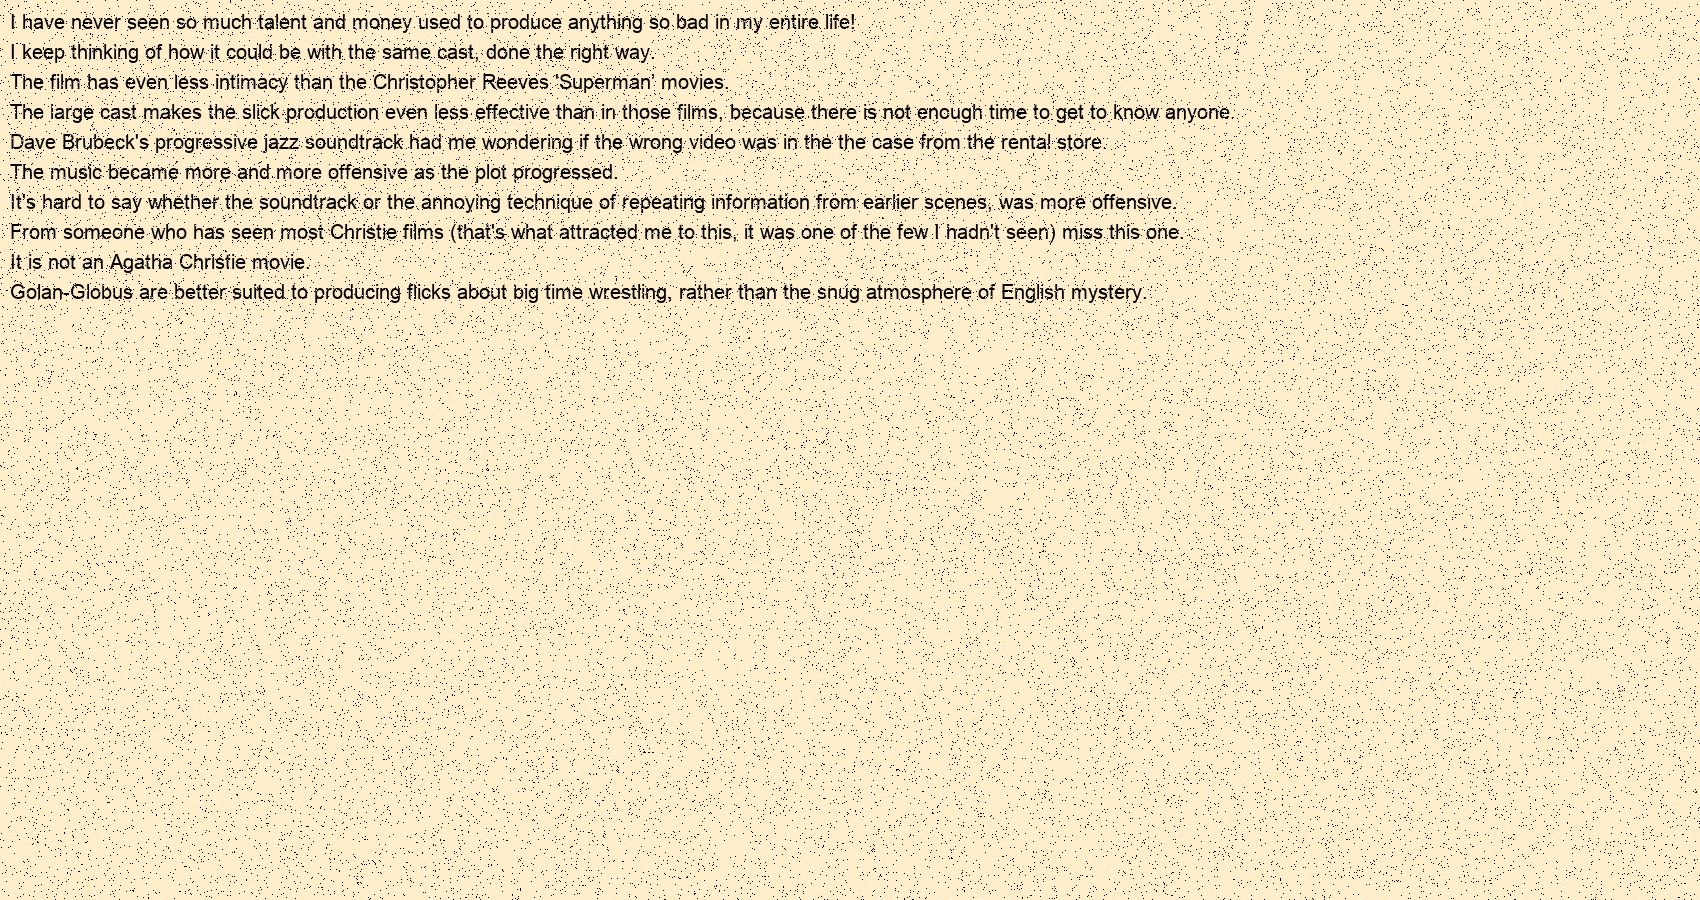 I have never seen so much talent and money used to produce anything so bad in my entire life!
I keep thinking of how it could be with the same cast, done the right way.
The film has even less intimacy than the Christopher Reeves 'Superman' movies.
The large cast makes the slick production even less effective than in those films, because there is not enough time to get to know anyone.
Dave Brubeck's progressive jazz soundtrack had me wondering if the wrong video was in the the case from the rental store.
The music became more and more offensive as the plot progressed.
It's hard to say whether the soundtrack or the annoying technique of repeating information from earlier scenes, was more offensive.
From someone who has seen most Christie films (that's what attracted me to this, it was one of the few I hadn't seen) miss this one.
It is not an Agatha Christie movie.
Golan-Globus are better suited to producing flicks about big time wrestling, rather than the snug atmosphere of English mystery.